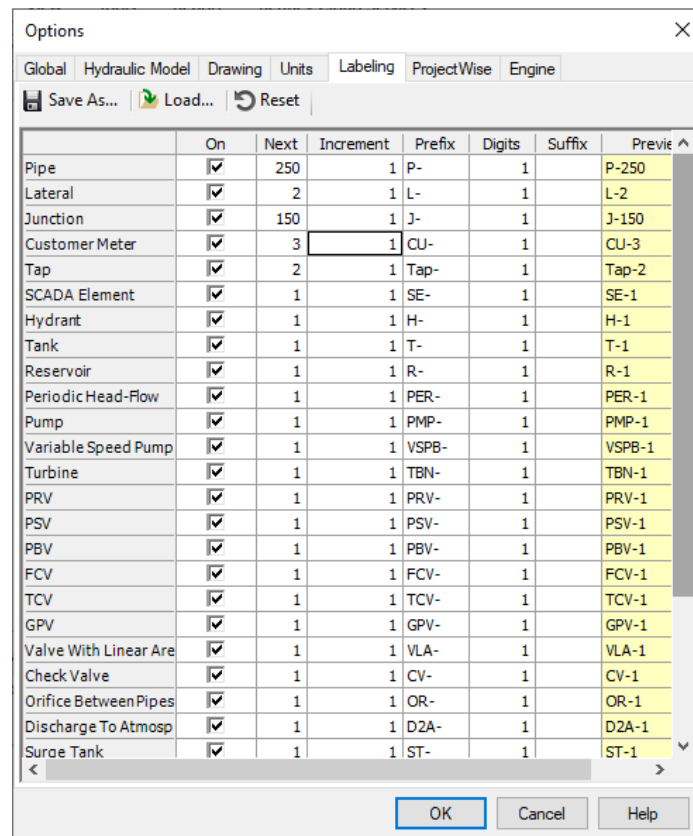 Options
Global Hydraulic Model Drawing Units Labeling ProjectWise Engine
Save As... Load... Reset
On Next Increment Prefix Digits Suffix Previe
Pipe 250 1 P- 1 P-250
Lateral 2 1 L- 1 L-2
Junction 150 1 J- 1 J-150
Customer Meter 3 1 CU- 1 CU-3
Tap 2 1 Tap- 1 Tap-2
SCADA Element 1 1 SE- 1 SE-1
Hydrant 1 1 H- 1 H-1
Tank 1 1 T- 1 T-1
Reservoir 1 1 R- 1 R-1
Periodic Head-Flow 1 1 PER- 1 PER-1
Pump 1 1 PMP- 1 PMP-1
Variable Speed Pump 1 1 VSPB- 1 VSPB-1
Turbine 1 1 TBN- 1 TBN-1
PRV 1 1 PRV- 1 PRV-1
PSV 1 1 PSV- 1 PSV-1
PBV 1 1 PBV- 1 PBV-1
FCV 1 1 FCV- 1 FCV-1
TCV 1 1 TCV- 1 TCV-1
GPV 1 1 GPV- 1 GPV-1
Valve With Linear Are 1 1 VLA- 1 VLA-1
Check Valve 1 1 CV- 1 CV-1
Orifice Between Pipes 1 1 OR- 1 OR-1
Discharge To Atmosp 1 1 D2A- 1 D2A-1
Surge Tank 1 1 ST- 1 ST-1
OK Cancel Help